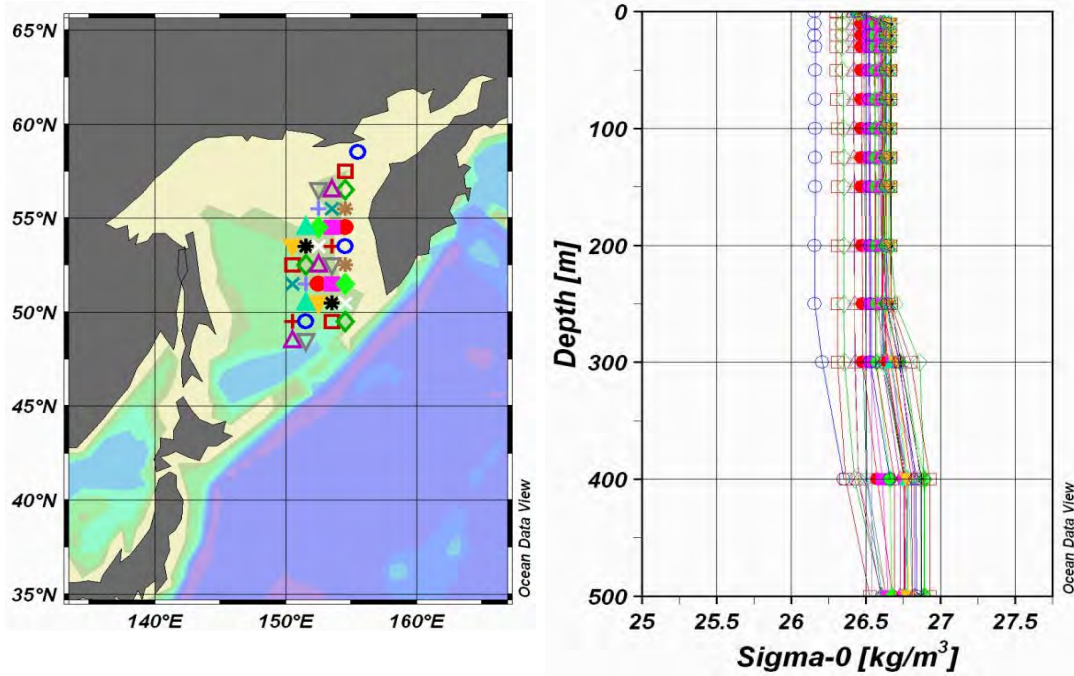 65°N
60°N
55°N
50°N
45°N
40°N
35°N
140°E
150°E
160°E
Ocean Data View
0
100
200
300
400
500
Depth [m]
25
25.5
26
26.5
27
27.5
Sigma-0 [kg/m³]
Ocean Data View